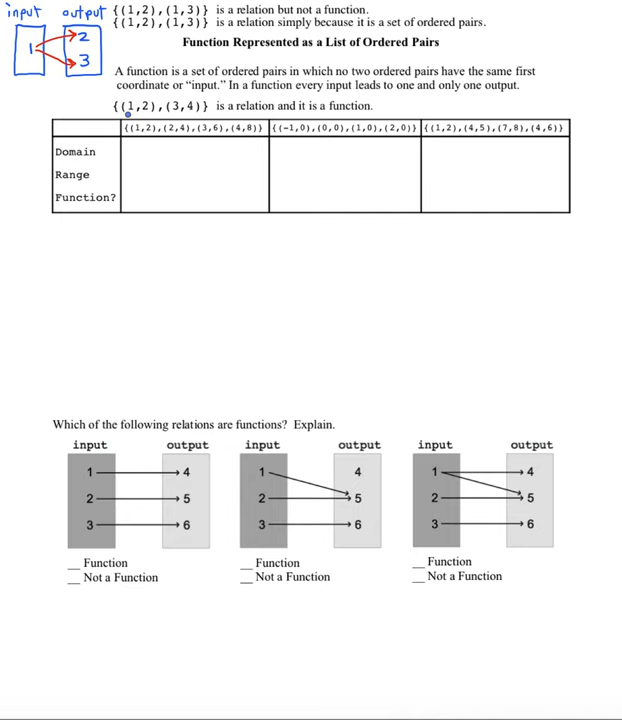 input output {(1,2),(1,3)} is a relation but not a function.
{(1,2),(1,3)} is a relation simply because it is a set of ordered pairs.
1 2
3
Function Represented as a List of Ordered Pairs
A function is a set of ordered pairs in which no two ordered pairs have the same first
coordinate or “input.” In a function every input leads to one and only one output.
{(1,2),(3,4)} is a relation and it is a function.
{(1,2),(2,4),(3,6),(4,8)} {(-1,0),(0,0),(1,0),(2,0)} {(1,2),(4,5),(7,8),(4,6)}
Domain
Range
Function?
Which of the following relations are functions? Explain.
input output input output input output
1 4 1 4 1 4
2 5 2 5 2 5
3 6 3 6 3 6
__ Function __ Function __ Function
__ Not a Function __ Not a Function __ Not a Function